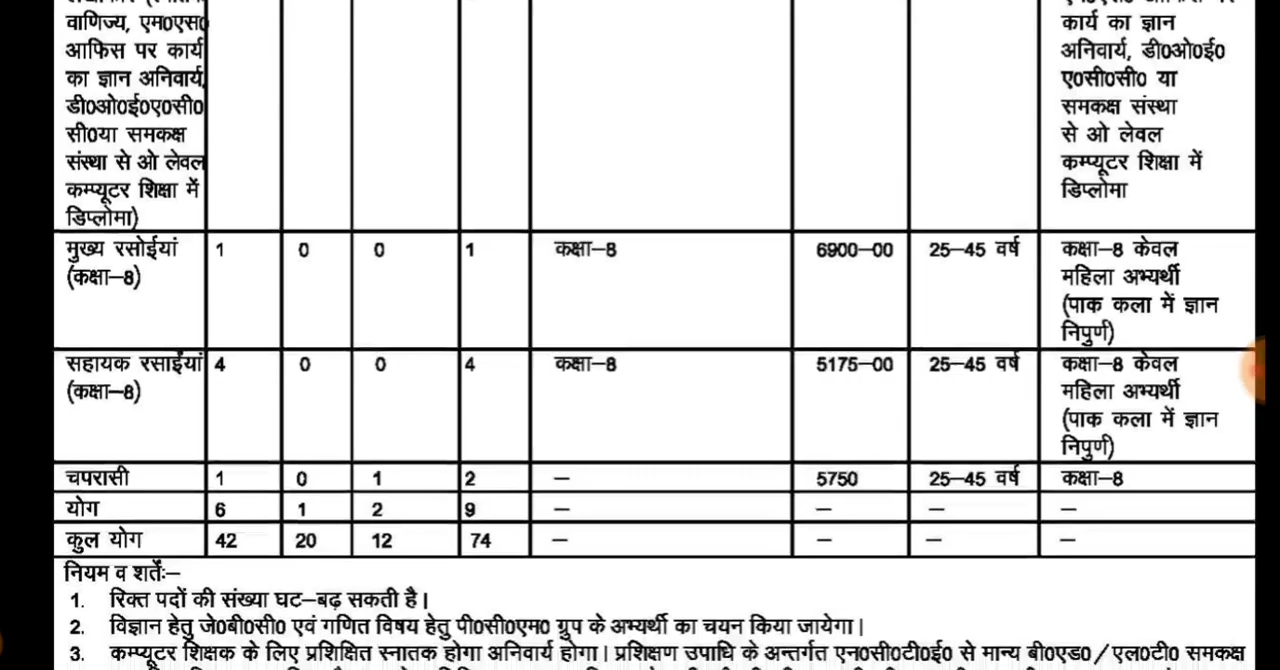 वाणिज्य, एम0एस0
आफिस पर कार्य
का ज्ञान अनिवार्य,
डी0ओ0ई0ए0सी0
सी0या समकक्ष
संस्था से ओ लेवल
कम्प्यूटर शिक्षा में
डिप्लोमा)
कार्य का ज्ञान
अनिवार्य, डी0ओ0ई0
ए0सी0सी0 या
समकक्ष संस्था
से ओ लेवल
कम्प्यूटर शिक्षा में
डिप्लोमा
मुख्य रसोईयां 1 0 0 1 कक्षा–8 6900–00 25–45 वर्ष कक्षा–8 केवल
(कक्षा–8) महिला अभ्यर्थी
(पाक कला में ज्ञान
निपुर्ण)
सहायक रसाईंयां 4 0 0 4 कक्षा–8 5175–00 25–45 वर्ष कक्षा–8 केवल
(कक्षा–8) महिला अभ्यर्थी
(पाक कला में ज्ञान
निपुर्ण)
चपरासी 1 0 1 2 – 5750 25–45 वर्ष कक्षा–8
योग 6 1 2 9 – – – –
कुल योग 42 20 12 74 – – – –
नियम व शर्तेंः–
1. रिक्त पदों की संख्या घट–बढ़ सकती है।
2. विज्ञान हेतु जे0बी0सी0 एवं गणित विषय हेतु पी0सी0एम0 ग्रुप के अभ्यर्थी का चयन किया जायेगा।
3. कम्प्यूटर शिक्षक के लिए प्रशिक्षित स्नातक होगा अनिवार्य होगा। प्रशिक्षण उपाधि के अन्तर्गत एन0सी0टी0ई0 से मान्य बी0एड0/एल0टी0 समकक्ष